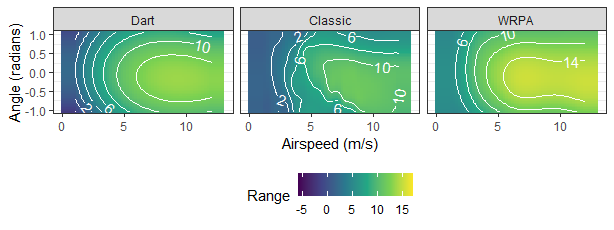 Dart Classic WRPA
Angle (radians)
1.0
0.5
0.0
-0.5
-1.0
10
2
6
2
6
10
6
10
6
10
14
0 5 10 0 5 10 0 5 10
Airspeed (m/s)
Range
-5 0 5 10 15